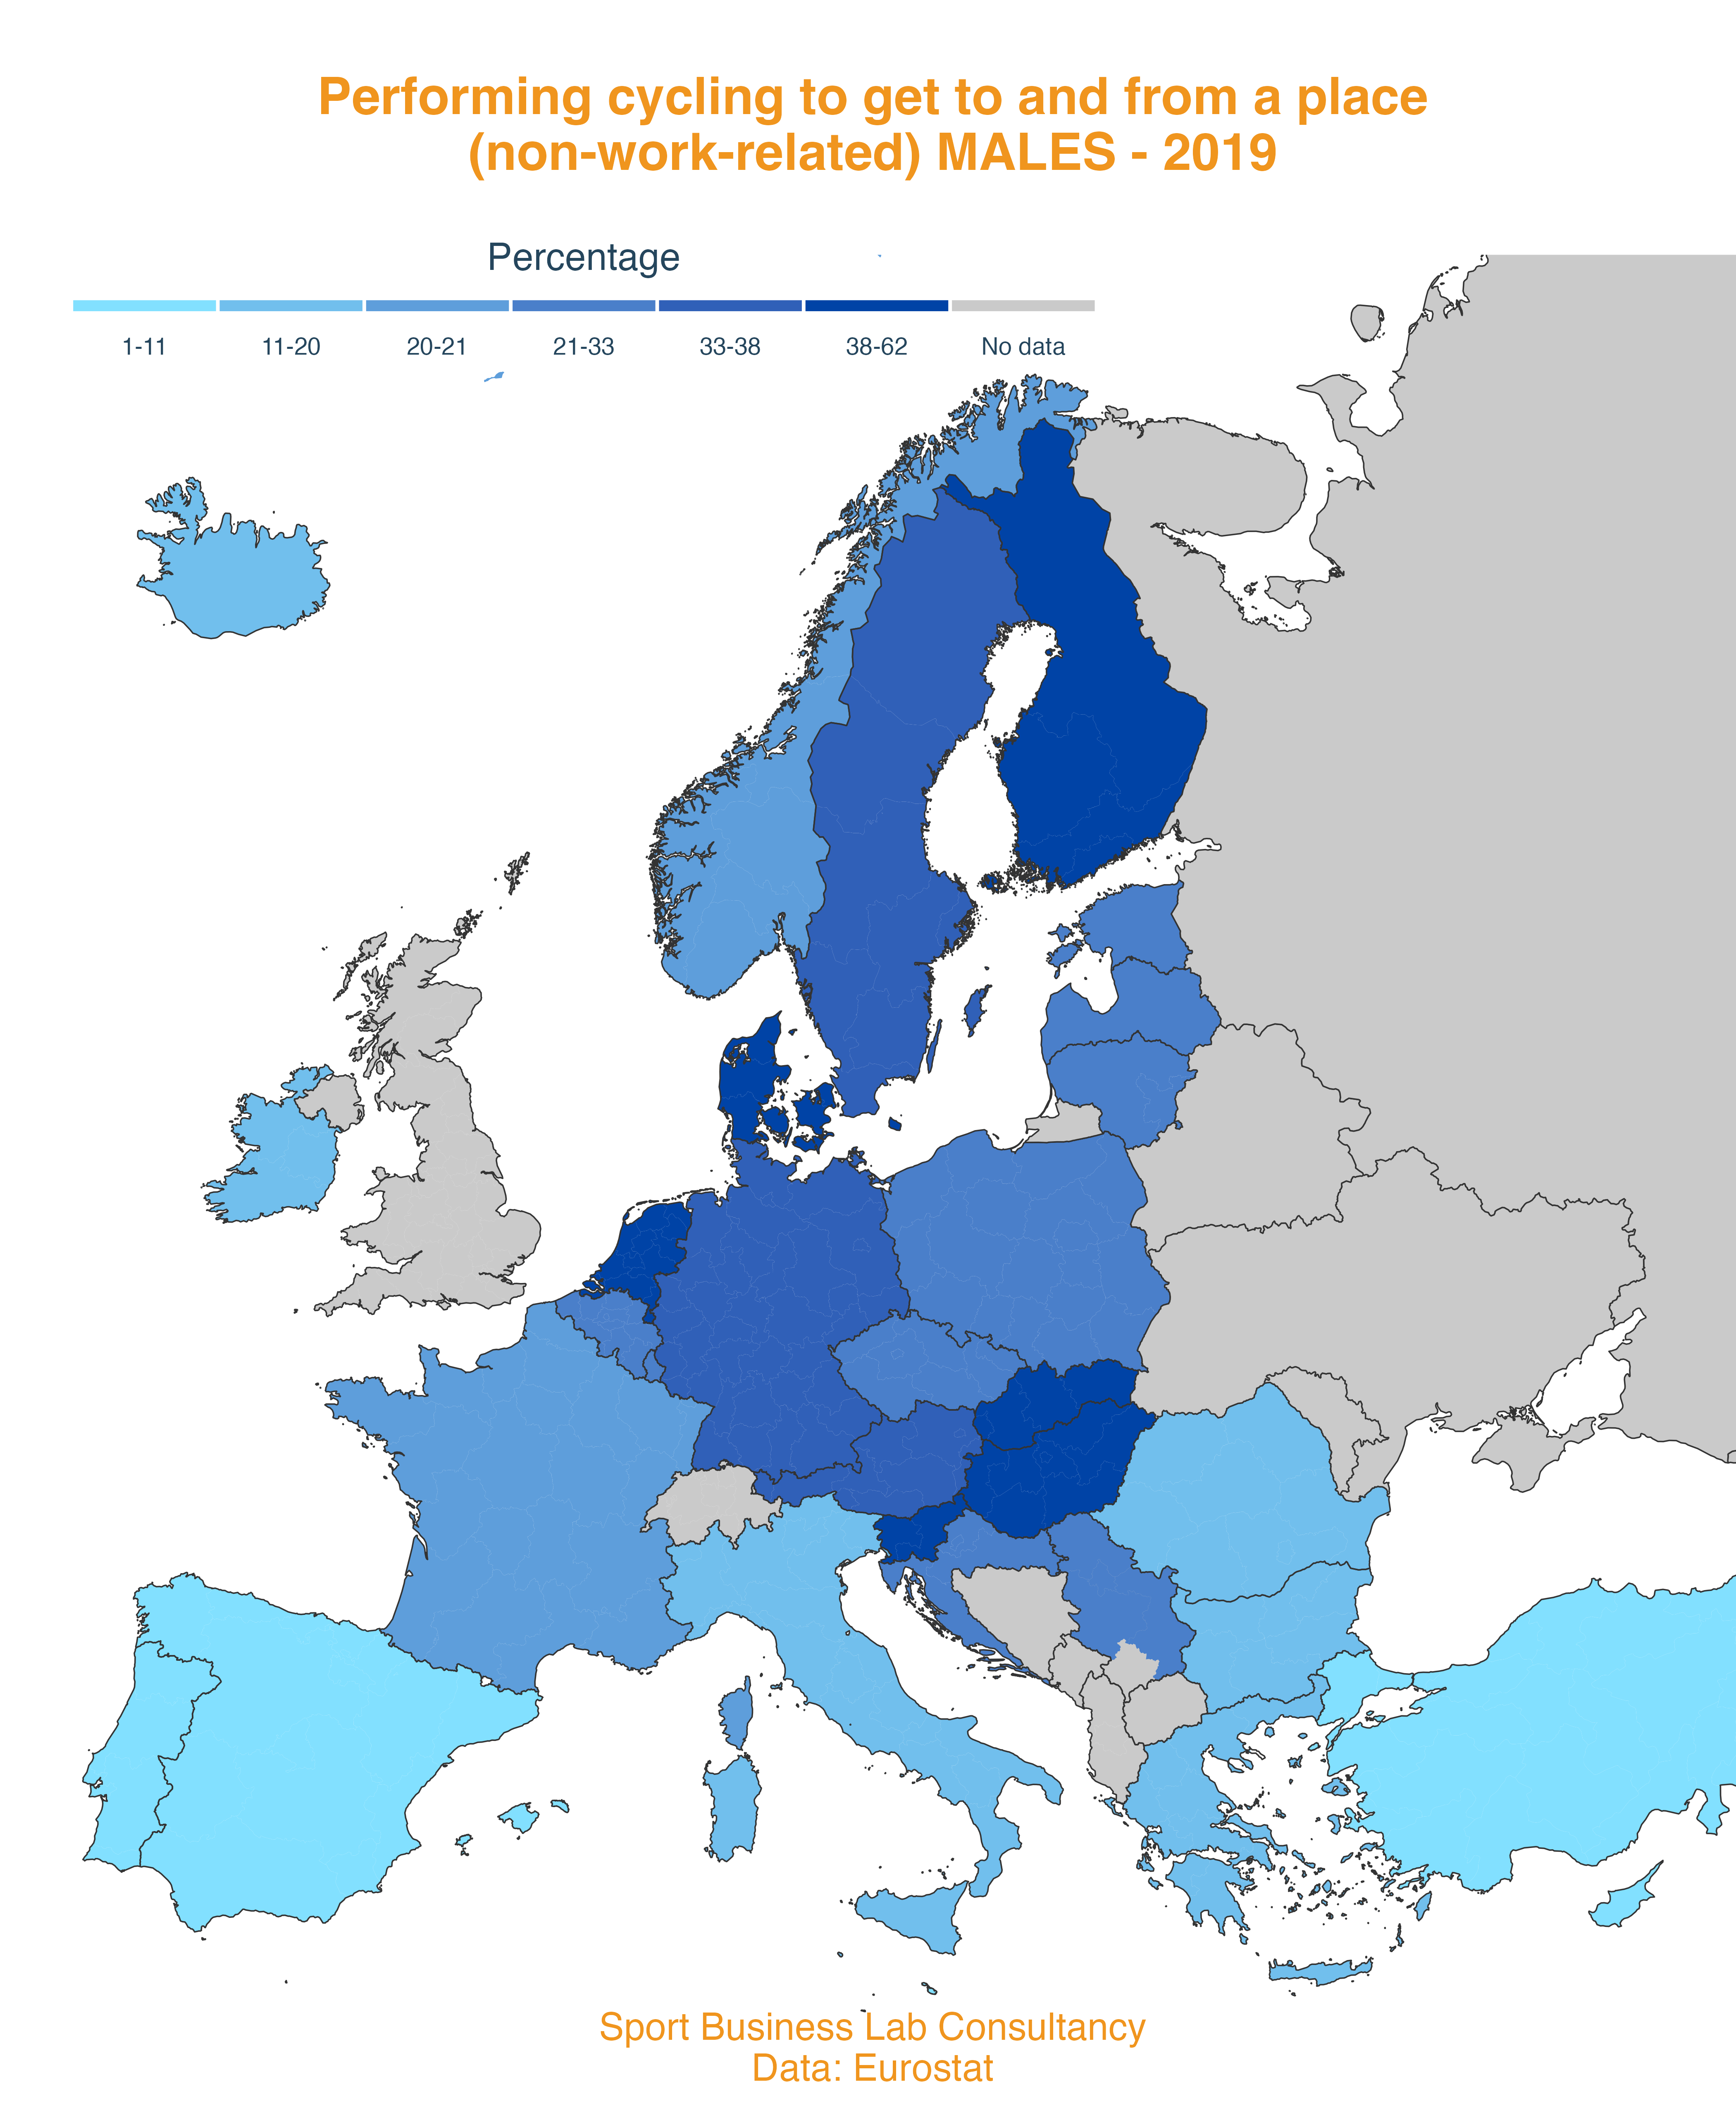 Performing cycling to get to and from a place
(non-work-related) MALES - 2019
Percentage
1-11 11-20 20-21 21-33 33-38 38-62 No data
Sport Business Lab Consultancy
Data: Eurostat